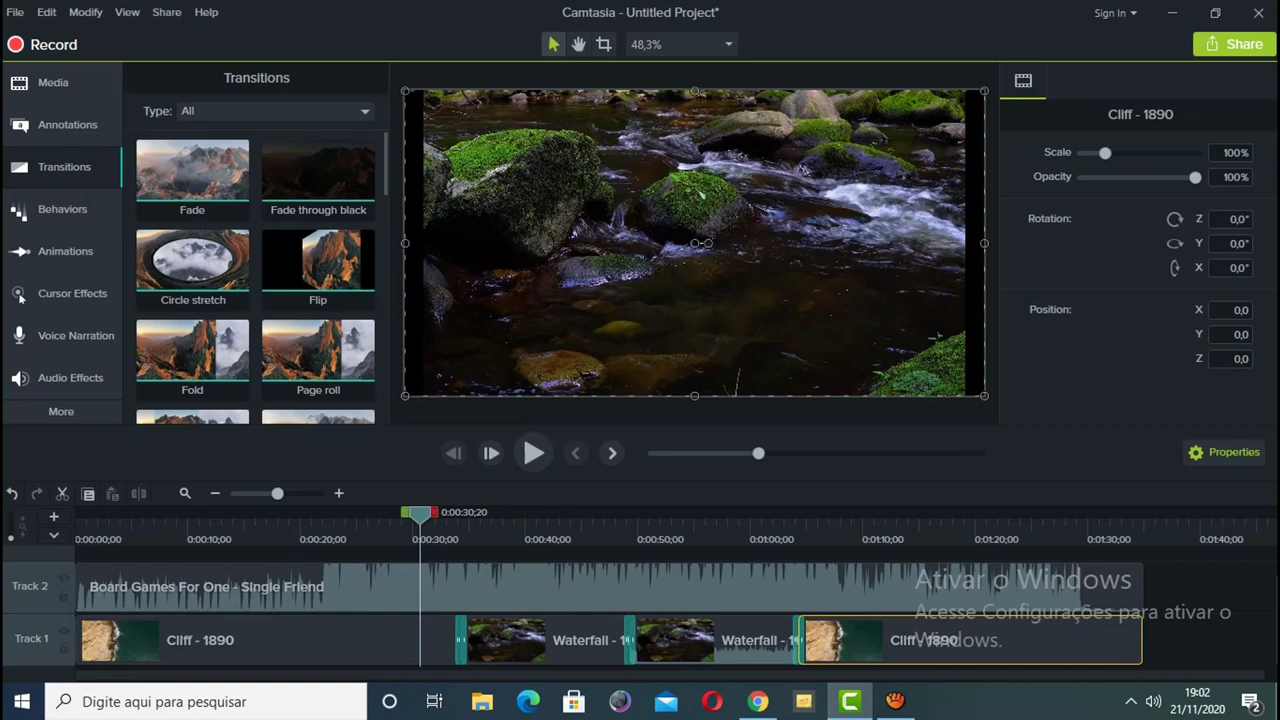 File Edit Modify View Share Help
Camtasia - Untitled Project*
Sign In
Record
48,3%
Share
Media
Annotations
Transitions
Behaviors
Animations
Cursor Effects
Voice Narration
Audio Effects
More
Transitions
Type: All
Fade
Fade through black
Circle stretch
Flip
Fold
Page roll
Cliff - 1890
Scale 100%
Opacity 100%
Rotation: Z 0,0°
Y 0,0°
X 0,0°
Position: X 0,0
Y 0,0
Z 0,0
Properties
0:00:30;20
0:00:00;00 0:00:10;00 0:00:20;00 0:00:30;00 0:00:40;00 0:00:50;00 0:01:00;00 0:01:10;00 0:01:20;00 0:01:30;00 0:01:40;00
Track 2
Board Games For One - Single Friend
Track 1
Cliff - 1890
Waterfall - 1
Waterfall - 1
Cliff - 1890
Ativar o Windows
Acesse Configurações para ativar o
Windows.
Digite aqui para pesquisar
19:02
21/11/2020
2